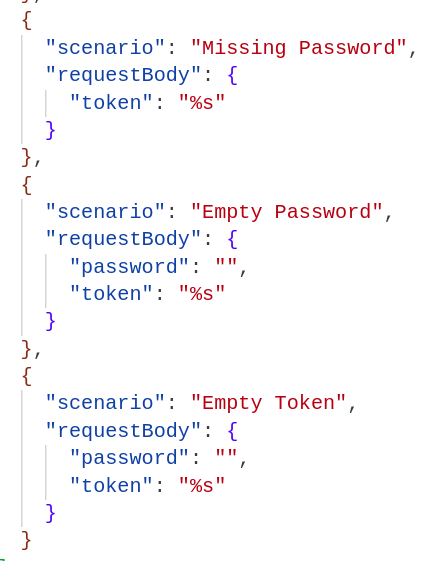 {
"scenario": "Missing Password",
"requestBody": {
"token": "%s"
}
},
{
"scenario": "Empty Password",
"requestBody": {
"password": "",
"token": "%s"
}
},
{
"scenario": "Empty Token",
"requestBody": {
"password": "",
"token": "%s"
}
}